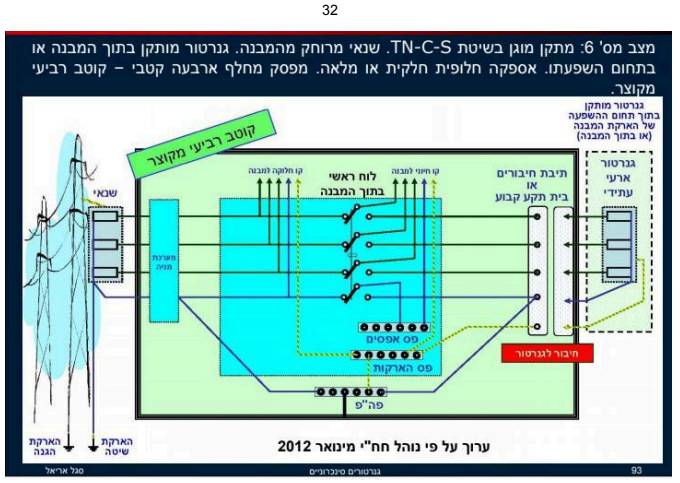 32
מצב מס' 6: מתקן מוגן בשיטת TN-C-S. שנאי מרוחק מהמבנה. גנרטור מותקן בתוך המבנה או
בתחום השפעתו. אספקה חלופית חלקית או מלאה. מפסק מחלף ארבעה קטבי – קוטב רביעי
מקוצר.
גנרטור מותקן
בתוך תחום ההשפעה
של הארקת המבנה
(או בתוך המבנה)
קוטב רביעי מקוצר
גנרטור
ארעי
עתידי
תיבת חיבורים
או
בית תקע קבוע
קו חיוני למבנה
לוח ראשי
בתוך המבנה
קו חלוקה למבנה
שנאי
מערכת
מניה
פס אפסים
פס הארקות
חיבור לגנרטור
פה"פ
הארקת
שיטה
הארקת
הגנה
ערוך על פי נוהל חח"י מינואר 2012
סגל אריאל
גנרטורים סינכרוניים
93